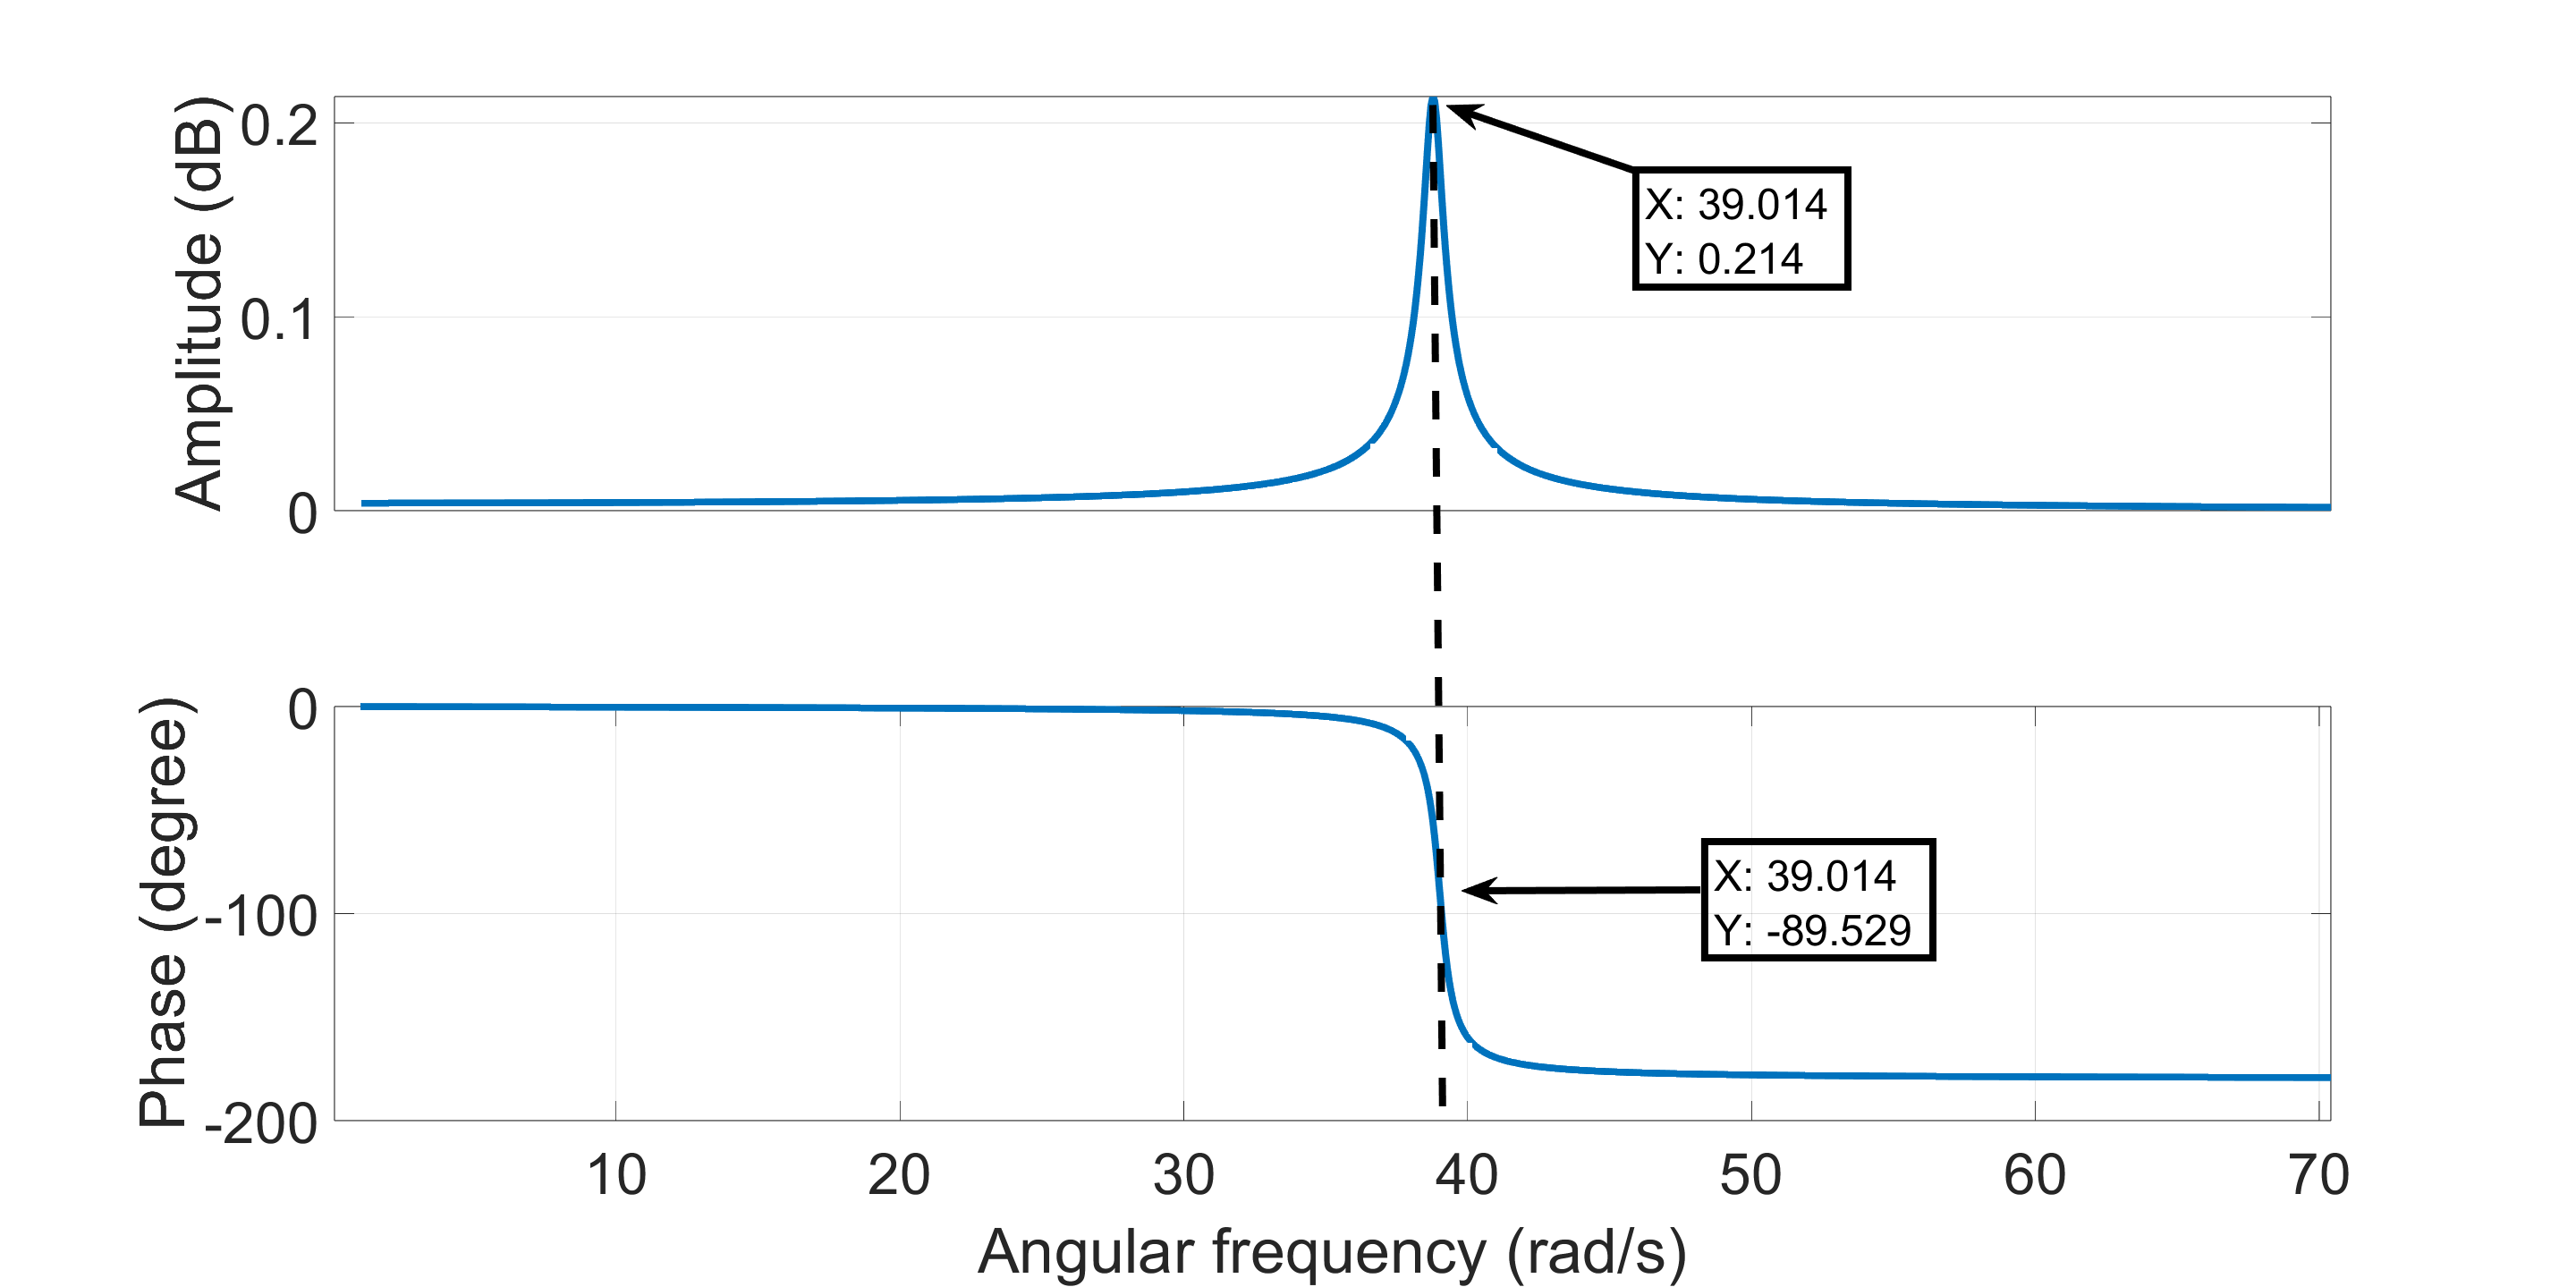 Amplitude (dB)
0.2
0.1
0
X: 39.014
Y: 0.214
Phase (degree)
0
-100
-200
X: 39.014
Y: -89.529
10 20 30 40 50 60 70
Angular frequency (rad/s)